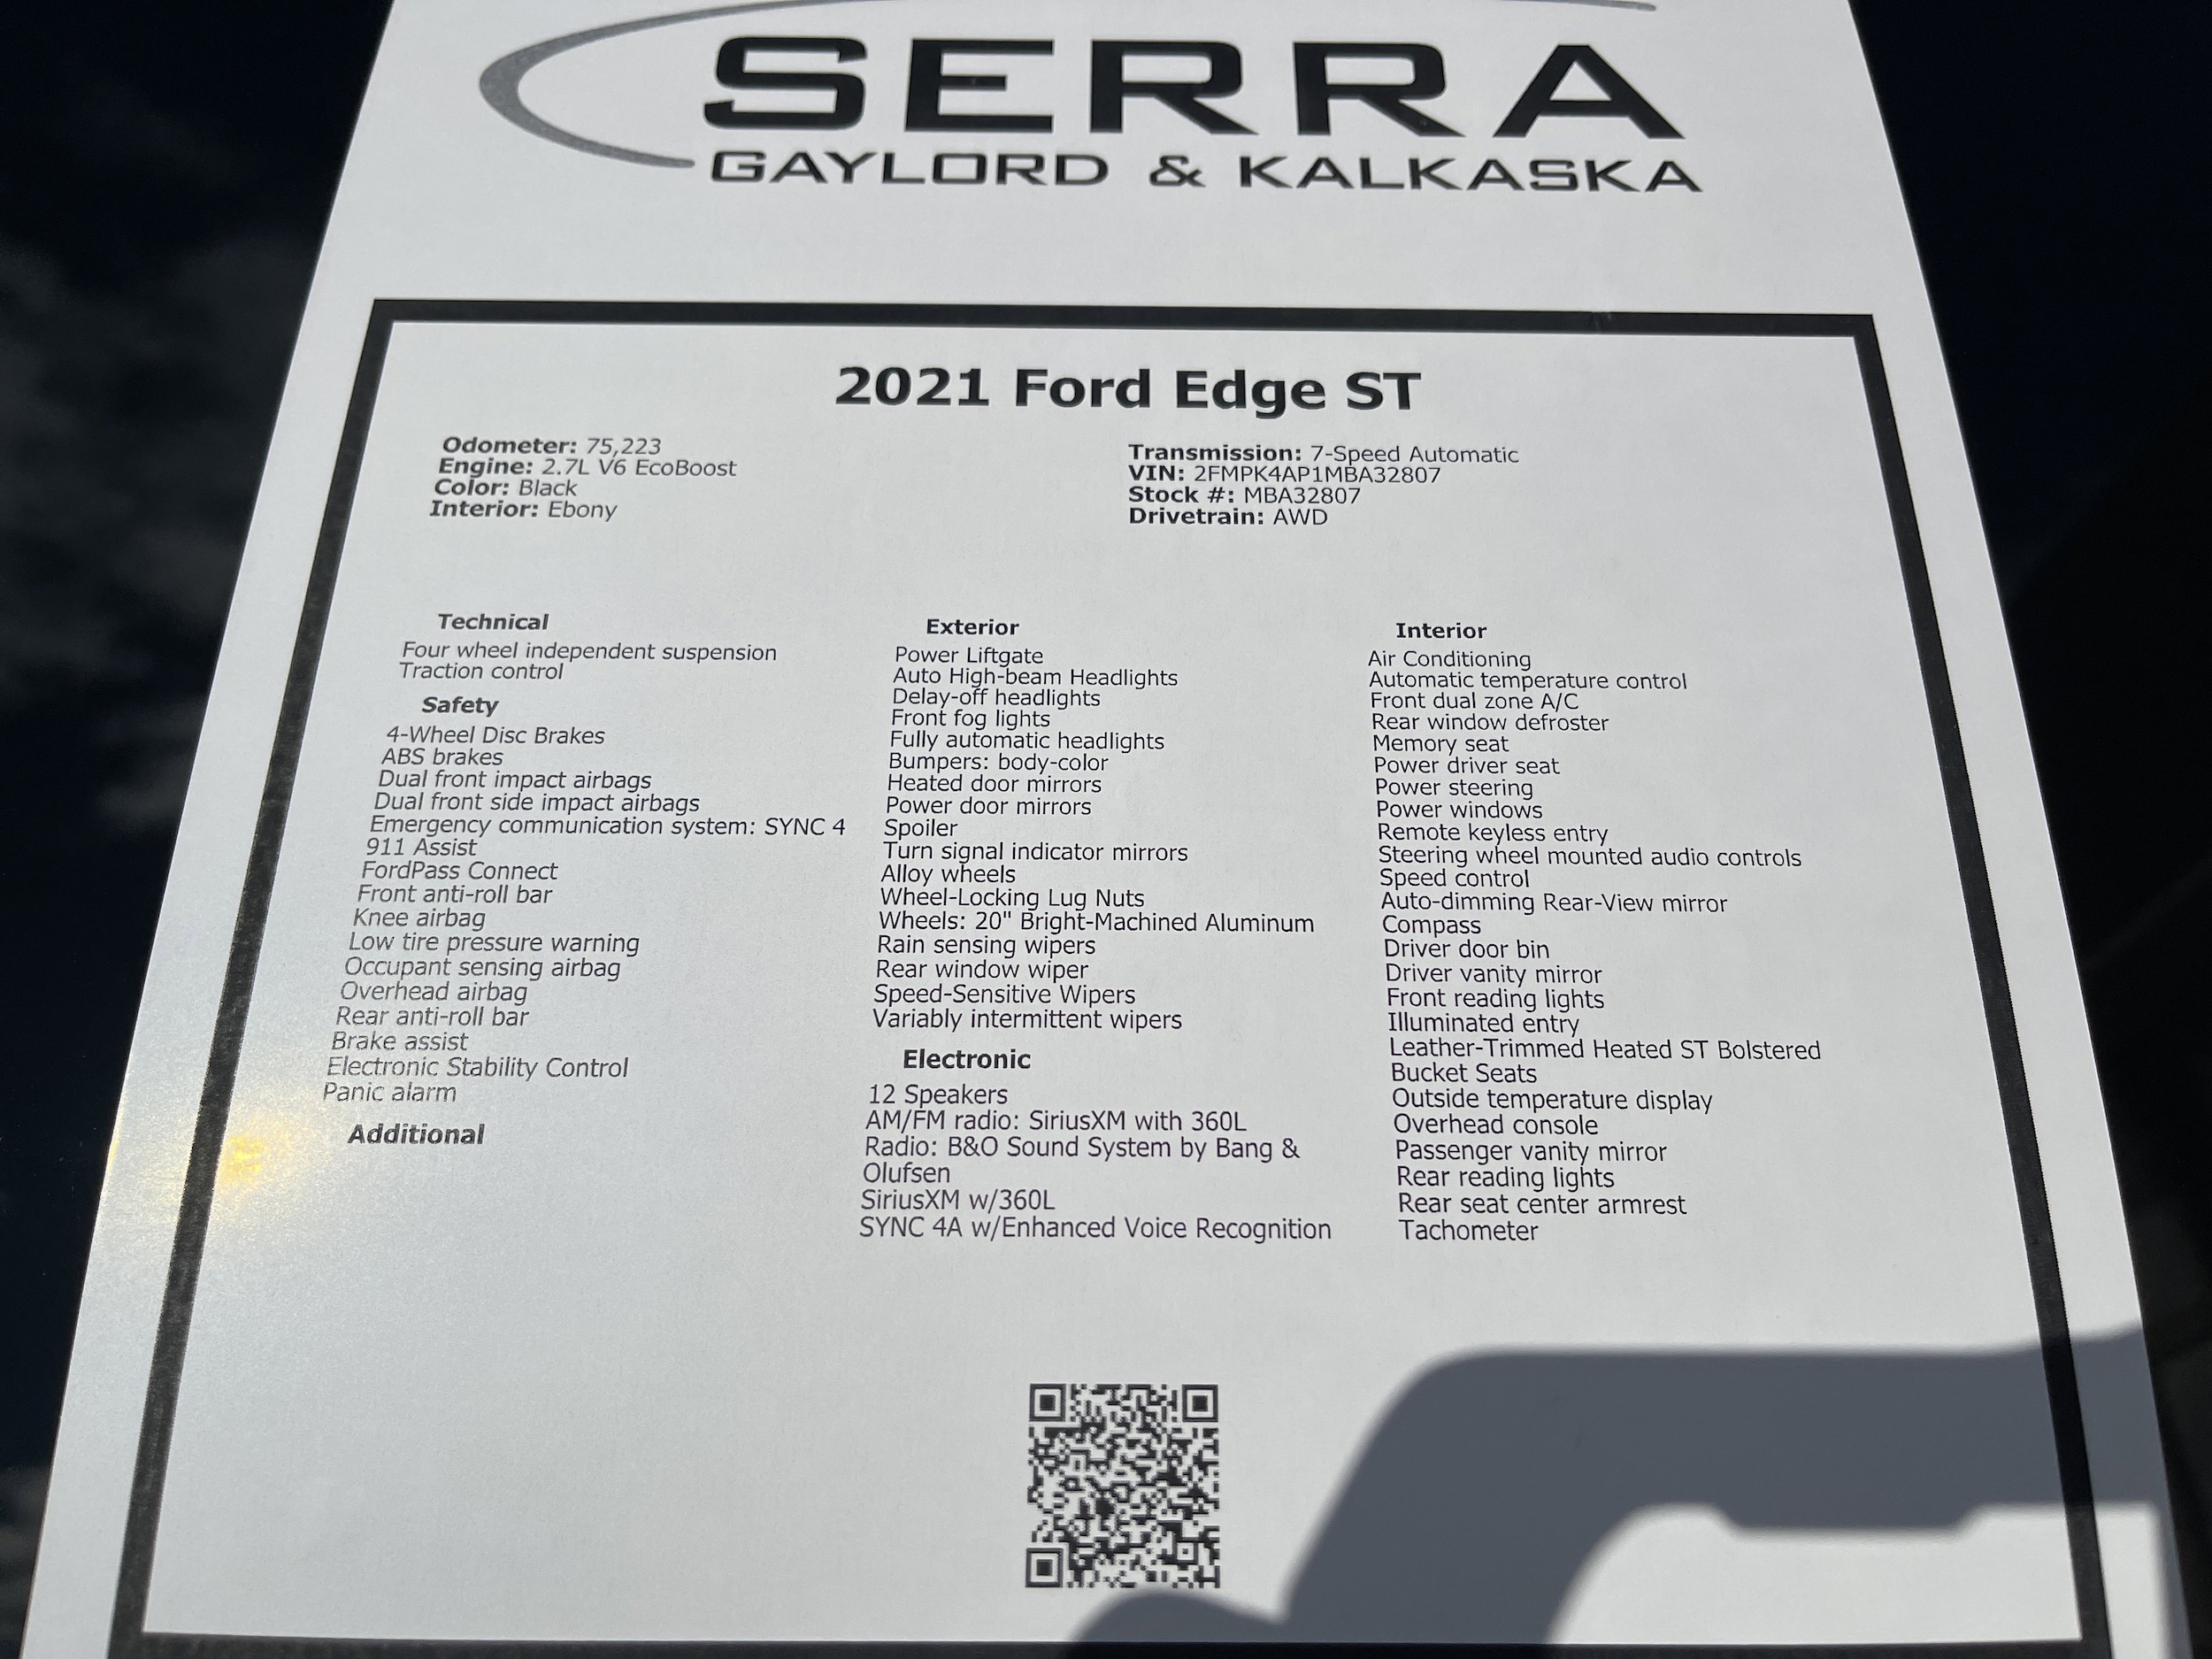 SERRA
GAYLORD & KALKASKA
2021 Ford Edge ST
Odometer: 75,223
Engine: 2.7L V6 EcoBoost
Color: Black
Interior: Ebony
Transmission: 7-Speed Automatic
VIN: 2FMPK4AP1MBA32807
Stock #: MBA32807
Drivetrain: AWD
Technical
Four wheel independent suspension
Traction control
Safety
4-Wheel Disc Brakes
ABS brakes
Dual front impact airbags
Dual front side impact airbags
Emergency communication system: SYNC 4
911 Assist
FordPass Connect
Front anti-roll bar
Knee airbag
Low tire pressure warning
Occupant sensing airbag
Overhead airbag
Rear anti-roll bar
Brake assist
Electronic Stability Control
Panic alarm
Additional
Exterior
Power Liftgate
Auto High-beam Headlights
Delay-off headlights
Front fog lights
Fully automatic headlights
Bumpers: body-color
Heated door mirrors
Power door mirrors
Spoiler
Turn signal indicator mirrors
Alloy wheels
Wheel-Locking Lug Nuts
Wheels: 20" Bright-Machined Aluminum
Rain sensing wipers
Rear window wiper
Speed-Sensitive Wipers
Variably intermittent wipers
Electronic
12 Speakers
AM/FM radio: SiriusXM with 360L
Radio: B&O Sound System by Bang &
Olufsen
SiriusXM w/360L
SYNC 4A w/Enhanced Voice Recognition
Interior
Air Conditioning
Automatic temperature control
Front dual zone A/C
Rear window defroster
Memory seat
Power driver seat
Power steering
Power windows
Remote keyless entry
Steering wheel mounted audio controls
Speed control
Auto-dimming Rear-View mirror
Compass
Driver door bin
Driver vanity mirror
Front reading lights
Illuminated entry
Leather-Trimmed Heated ST Bolstered
Bucket Seats
Outside temperature display
Overhead console
Passenger vanity mirror
Rear reading lights
Rear seat center armrest
Tachometer